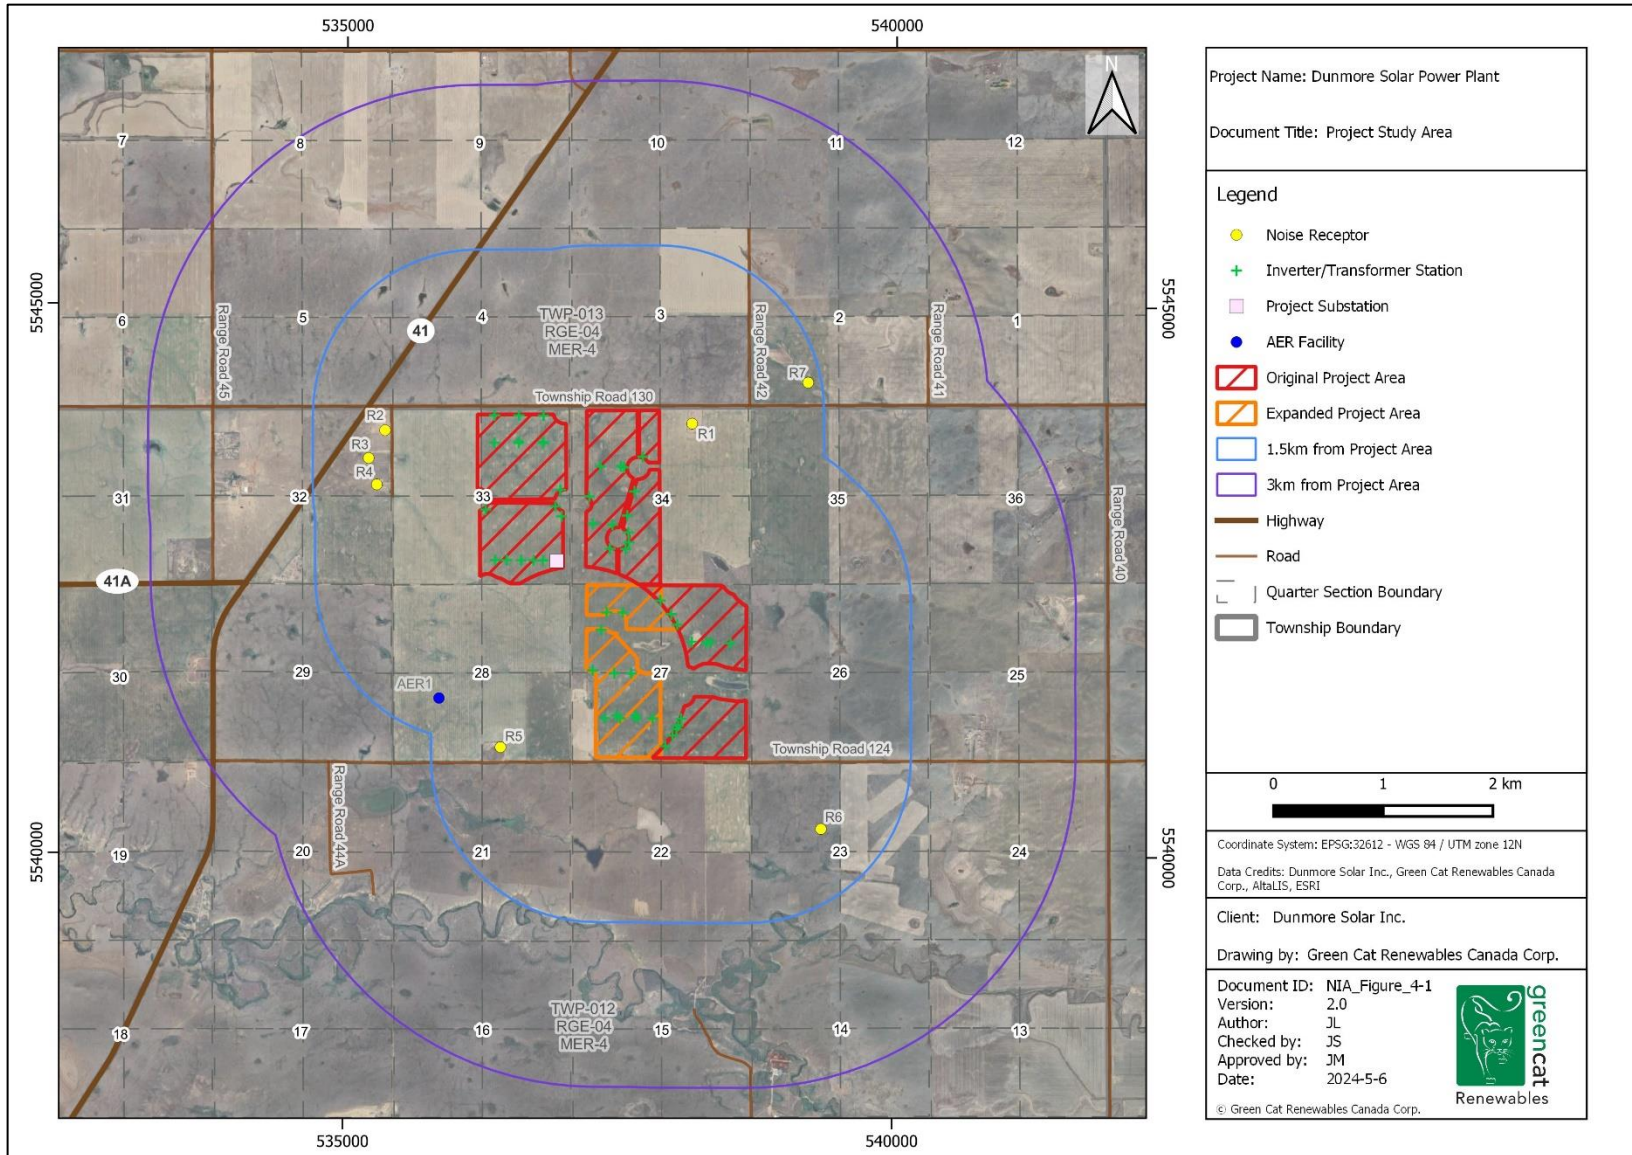 535000
540000
5545000
5540000
5545000
5540000
535000
540000
N
7
8
9
10
11
12
6
5
4
3
2
1
41
TWP-013
RGE-04
MER-4
Range Road 45
Range Road 42
Range Road 41
R7
Township Road 130
R2
R1
R3
R4
31
32
33
34
35
36
Range Road 40
41A
30
29
28
27
26
25
AER1
R5
Township Road 124
Range Road 44A
R6
19
20
21
22
23
24
18
17
16
15
14
13
TWP-012
RGE-04
MER-4
Project Name: Dunmore Solar Power Plant
Document Title: Project Study Area
Legend
Noise Receptor
Inverter/Transformer Station
Project Substation
AER Facility
Original Project Area
Expanded Project Area
1.5km from Project Area
3km from Project Area
Highway
Road
Quarter Section Boundary
Township Boundary
0 1 2 km
Coordinate System: EPSG:32612 - WGS 84 / UTM zone 12N
Data Credits: Dunmore Solar Inc., Green Cat Renewables Canada
Corp., AltaLIS, ESRI
Client: Dunmore Solar Inc.
Drawing by: Green Cat Renewables Canada Corp.
Document ID: NIA_Figure_4-1
Version: 2.0
Author: JL
Checked by: JS
Approved by: JM
Date: 2024-5-6
© Green Cat Renewables Canada Corp.
greencat
Renewables